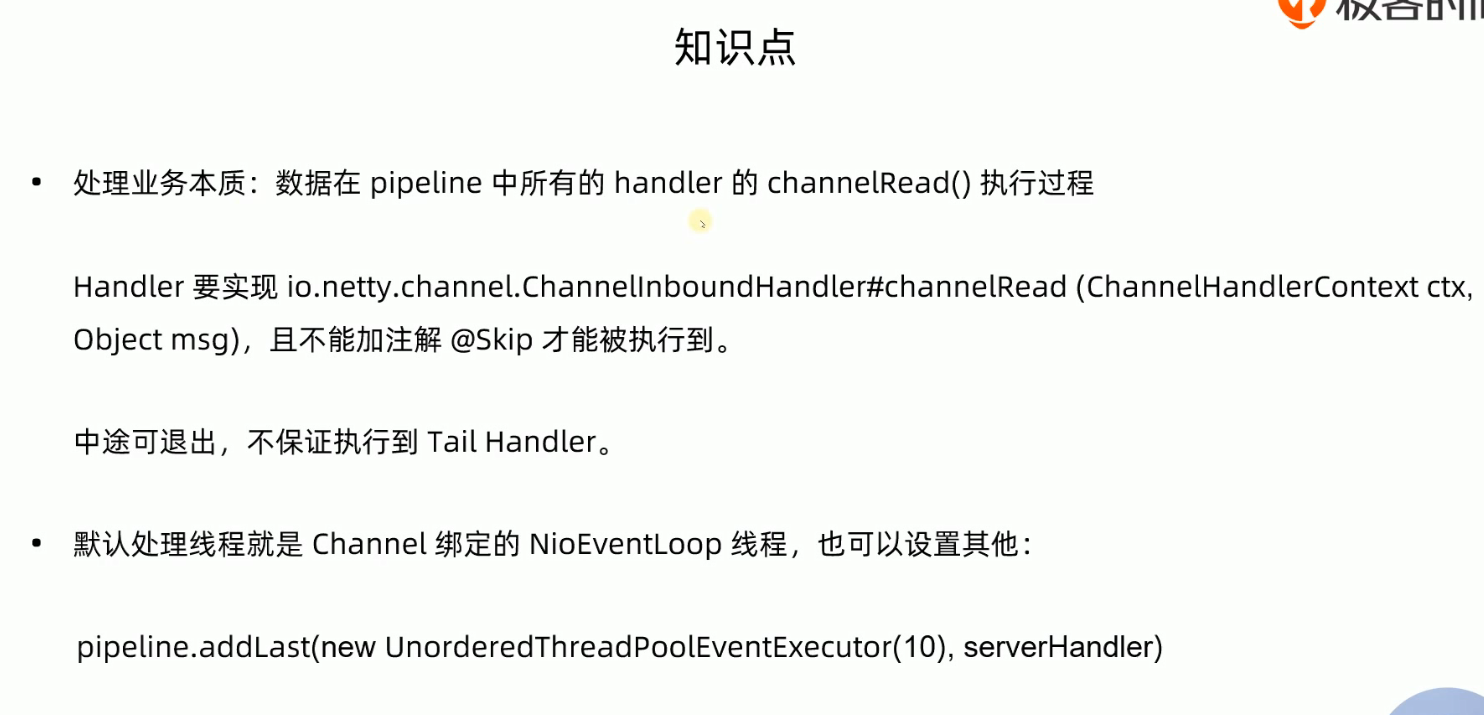 知识点
• 处理业务本质：数据在 pipeline 中所有的 handler 的 channelRead() 执行过程
Handler 要实现 io.netty.channel.ChannelInboundHandler#channelRead (ChannelHandlerContext ctx,
Object msg)，且不能加注解 @Skip 才能被执行到。
中途可退出，不保证执行到 Tail Handler。
• 默认处理线程就是 Channel 绑定的 NioEventLoop 线程，也可以设置其他：
pipeline.addLast(new UnorderedThreadPoolEventExecutor(10), serverHandler)